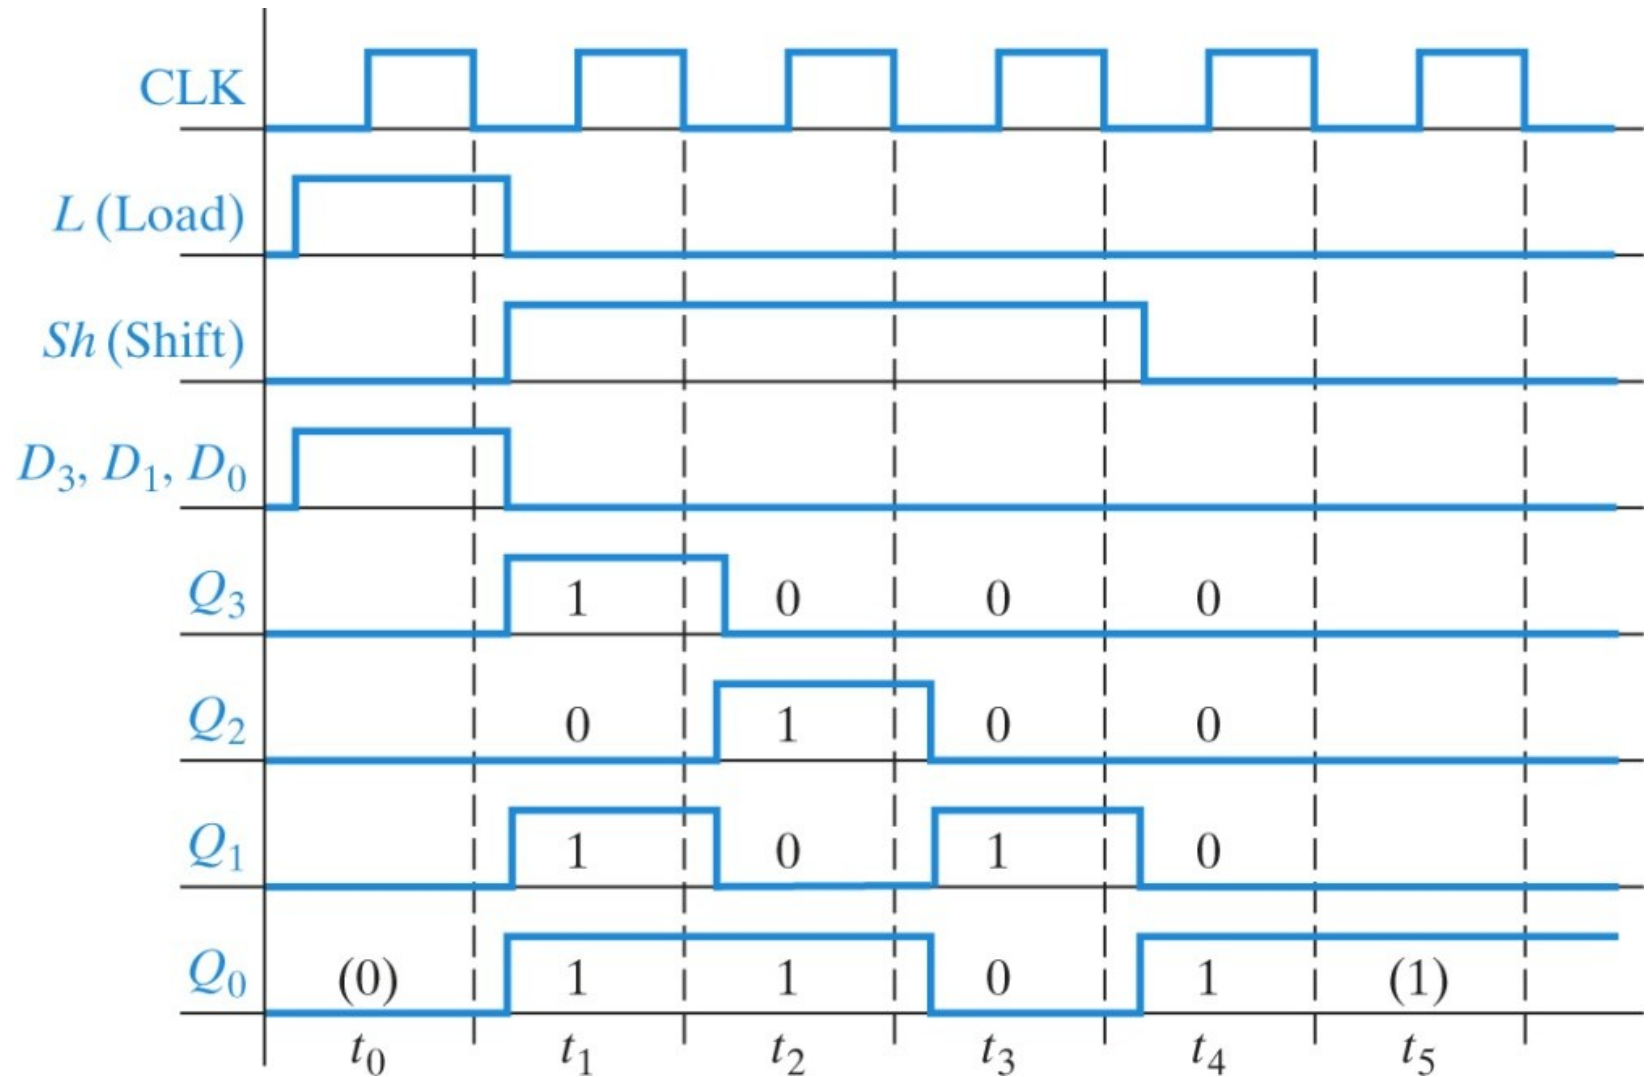 CLK
L (Load)
Sh (Shift)
D3, D1, D0
Q3 1 0 0 0
Q2 0 1 0 0
Q1 1 0 1 0
Q0 (0) 1 1 0 1 (1)
t0 t1 t2 t3 t4 t5